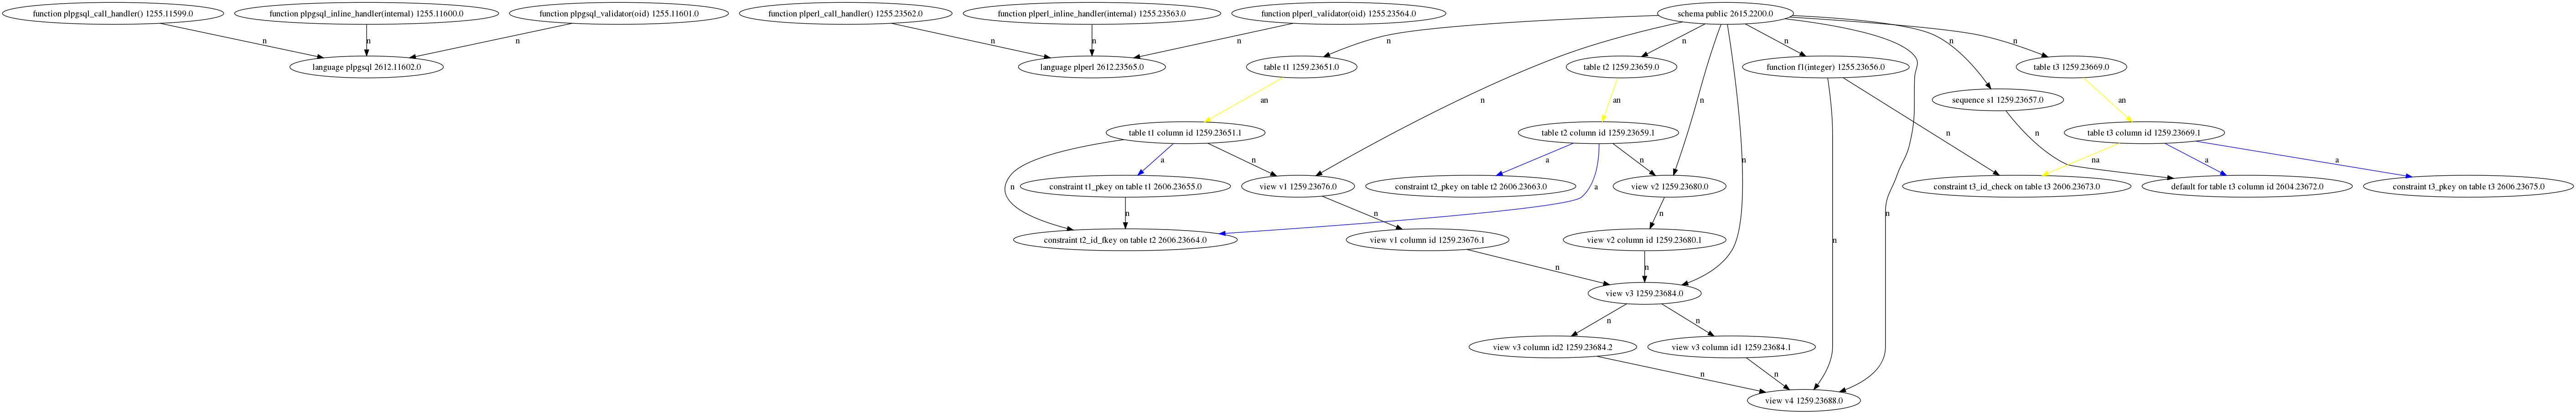 function plpgsql_call_handler() 1255.11599.0
function plpgsql_inline_handler(internal) 1255.11600.0
function plpgsql_validator(oid) 1255.11601.0
function plperl_call_handler() 1255.23562.0
function plperl_inline_handler(internal) 1255.23563.0
function plperl_validator(oid) 1255.23564.0
schema public 2615.2200.0
n
n
n
n
n
n
n
n
n
n
n
n
language plpgsql 2612.11602.0
language plperl 2612.23565.0
table t1 1259.23651.0
table t2 1259.23659.0
function f1(integer) 1255.23656.0
table t3 1259.23669.0
an
n
an
n
an
sequence s1 1259.23657.0
table t1 column id 1259.23651.1
table t2 column id 1259.23659.1
n
n
table t3 column id 1259.23669.1
a
n
a
n
n
na
a
a
n
constraint t1_pkey on table t1 2606.23655.0
view v1 1259.23676.0
constraint t2_pkey on table t2 2606.23663.0
a
view v2 1259.23680.0
constraint t3_id_check on table t3 2606.23673.0
default for table t3 column id 2604.23672.0
constraint t3_pkey on table t3 2606.23675.0
n
n
n
n
constraint t2_id_fkey on table t2 2606.23664.0
view v1 column id 1259.23676.1
view v2 column id 1259.23680.1
n
n
n
view v3 1259.23684.0
n
n
view v3 column id2 1259.23684.2
view v3 column id1 1259.23684.1
n
n
view v4 1259.23688.0